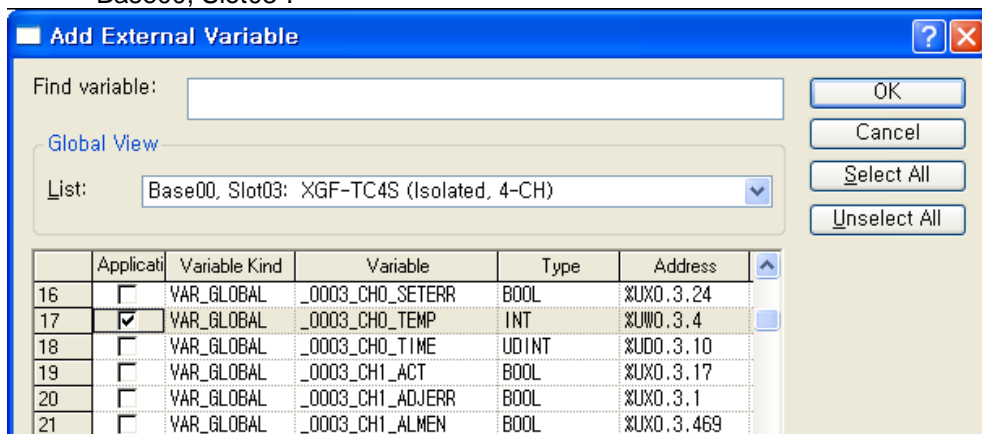 Base00, Slot03 .
Add External Variable
Find variable:
OK
Cancel
Global View
Select All
List: Base00, Slot03: XGF-TC4S (Isolated, 4-CH)
Unselect All
Applicati Variable Kind Variable Type Address
16 VAR_GLOBAL _0003_CH0_SETERR BOOL %UX0.3.24
17 VAR_GLOBAL _0003_CH0_TEMP INT %UW0.3.4
18 VAR_GLOBAL _0003_CH0_TIME UDINT %UD0.3.10
19 VAR_GLOBAL _0003_CH1_ACT BOOL %UX0.3.17
20 VAR_GLOBAL _0003_CH1_ADJERR BOOL %UX0.3.1
21 VAR_GLOBAL _0003_CH1_ALMEN BOOL %UX0.3.469